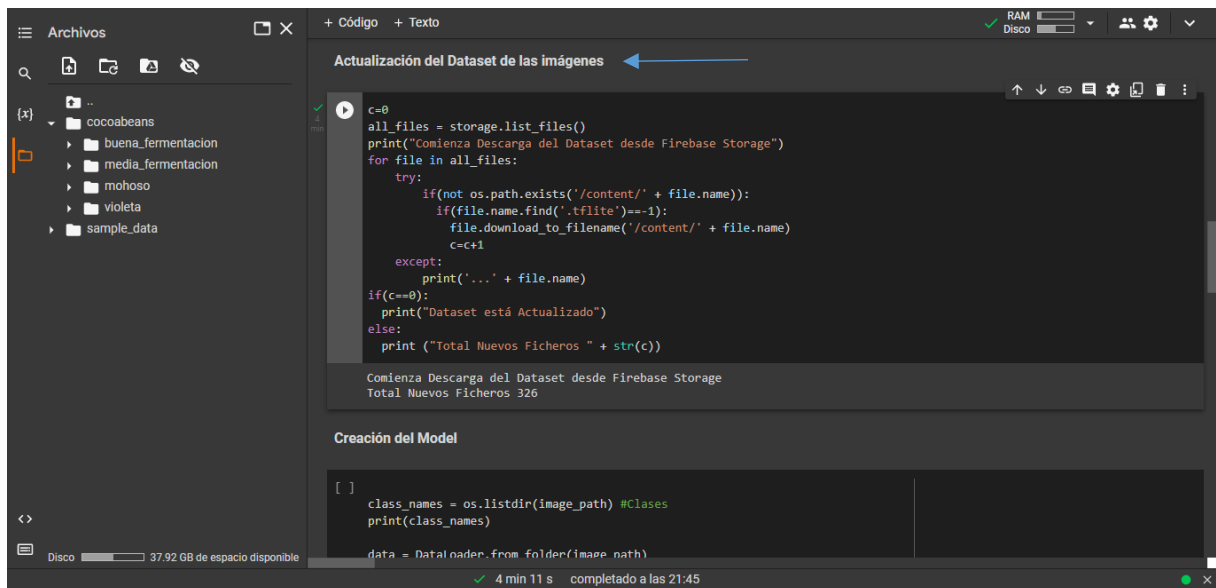 Archivos
{x}
..
cocoabeans
buena_fermentacion
media_fermentacion
mohoso
violeta
sample_data
<>
Disco 37.92 GB de espacio disponible
+ Código + Texto
RAM
Disco
Actualización del Dataset de las imágenes
4
min
c=0
all_files = storage.list_files()
print("Comienza Descarga del Dataset desde Firebase Storage")
for file in all_files:
try:
if(not os.path.exists('/content/' + file.name)):
if(file.name.find('.tflite')==-1):
file.download_to_filename('/content/' + file.name)
c=c+1
except:
print('...' + file.name)
if(c==0):
print("Dataset está Actualizado")
else:
print ("Total Nuevos Ficheros " + str(c))
Comienza Descarga del Dataset desde Firebase Storage
Total Nuevos Ficheros 326
Creación del Model
[ ]
class_names = os.listdir(image_path) #Clases
print(class_names)
data = DataLoader.from_folder(image_path)
4 min 11 s completado a las 21:45